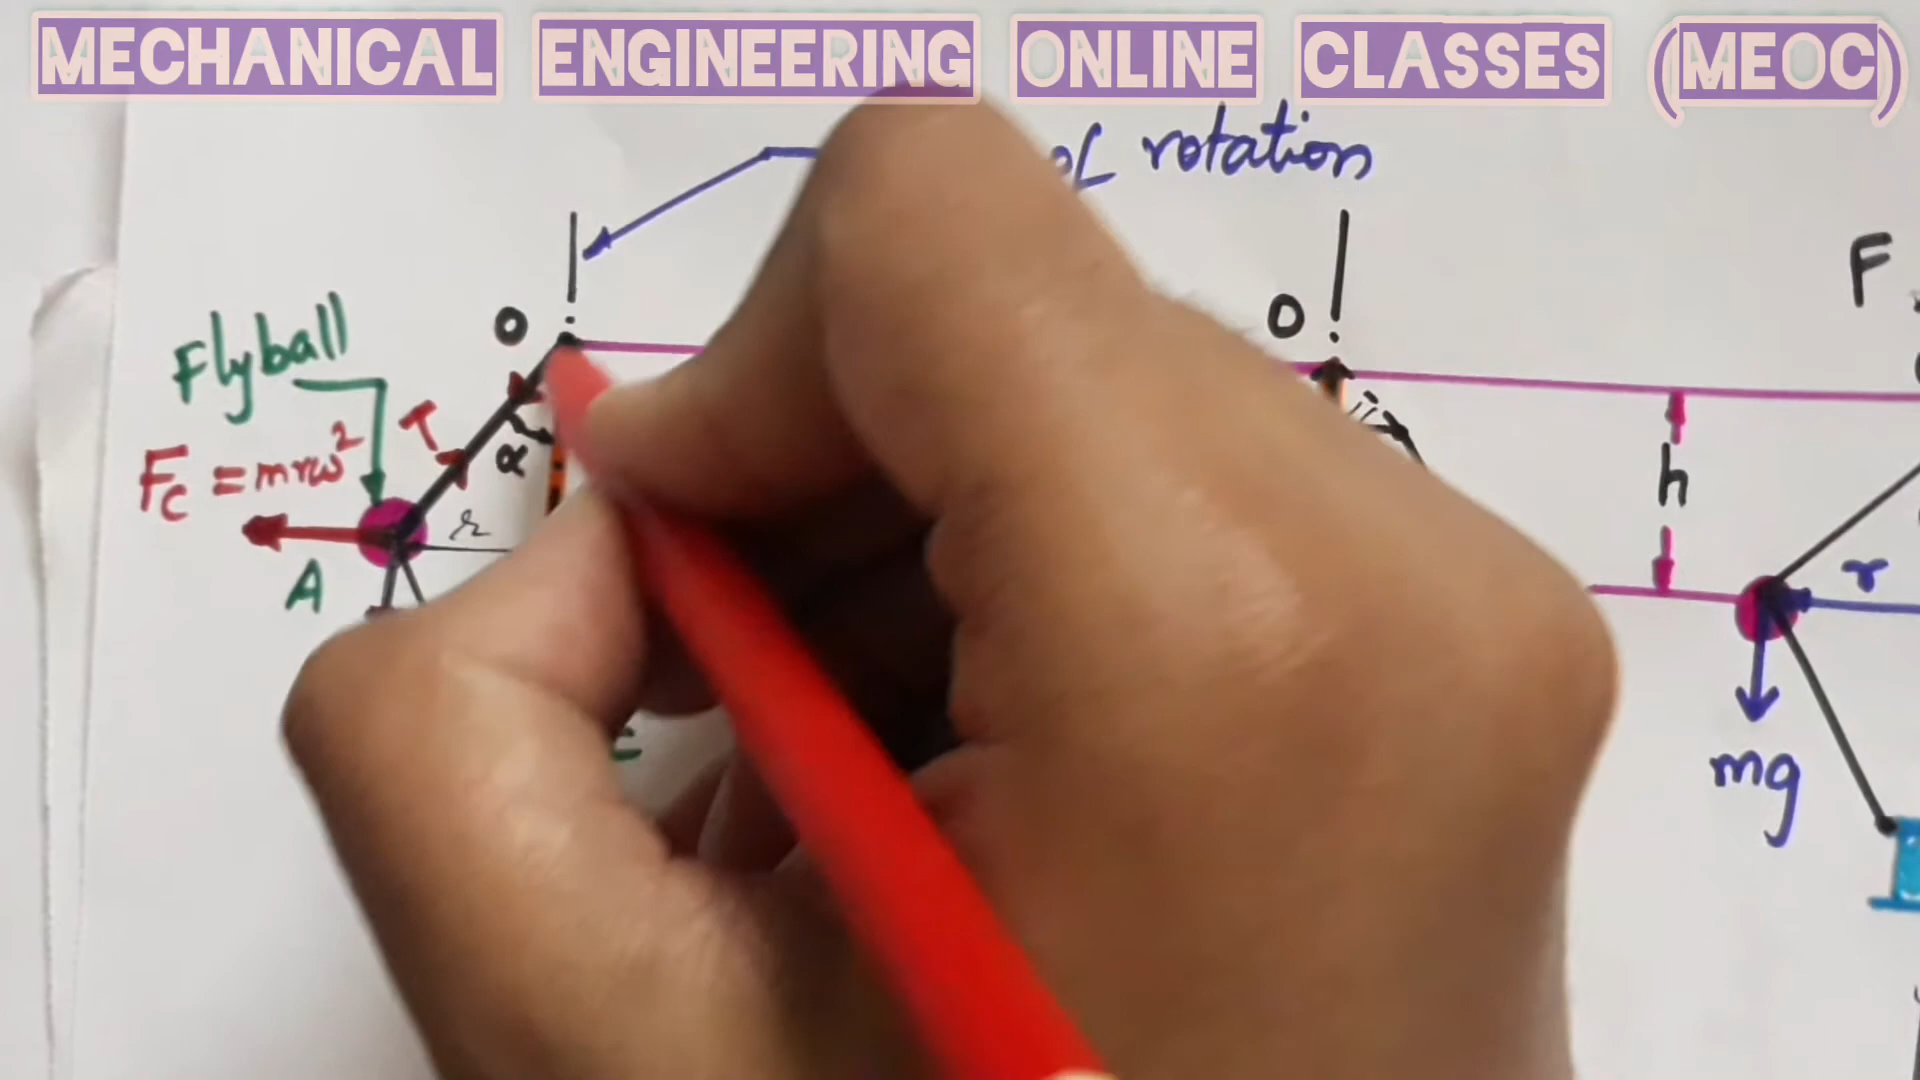 MECHANICAL ENGINEERING ONLINE CLASSES (MEOC)
of rotation
F
O
O
Flyball
T
Fc = mrω²
α
h
r
A
r
mg